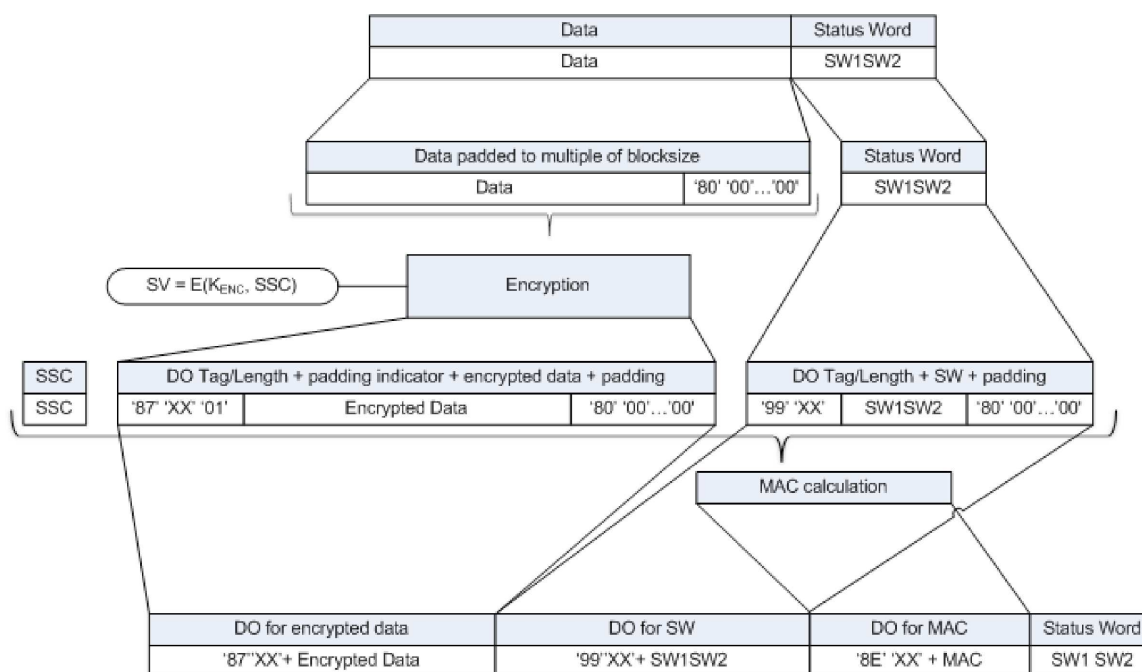 Data Status Word
Data SW1SW2
Data padded to multiple of blocksize Status Word
Data ‘80’ ‘00’...’00’ SW1SW2
SV = E(KENC, SSC) Encryption
SSC DO Tag/Length + padding indicator + encrypted data + padding DO Tag/Length + SW + padding
SSC ‘87’ ‘XX’ ‘01’ Encrypted Data ‘80’ ‘00’...’00’ ‘99’ ‘XX’ SW1SW2 ‘80’ ‘00’...’00’
MAC calculation
DO for encrypted data DO for SW DO for MAC Status Word
‘87’’XX’+ Encrypted Data ‘99’’XX’+ SW1SW2 ‘8E’ ‘XX’ + MAC SW1 SW2